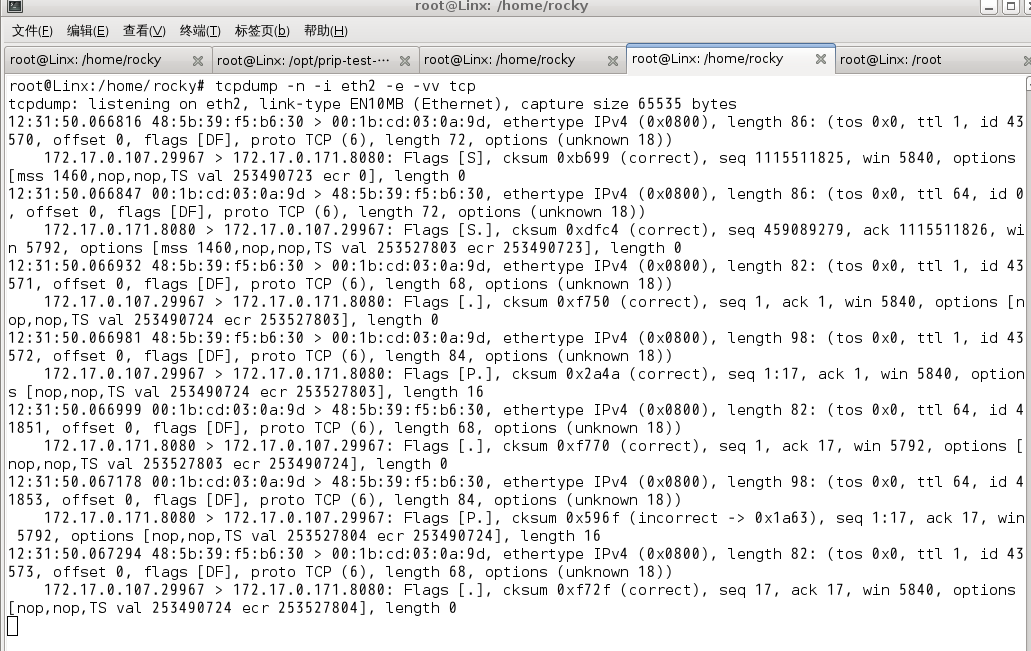 root@Linx: /home/rocky
文件(F) 编辑(E) 查看(V) 终端(T) 标签页(b) 帮助(H)
root@Linx: /home/rocky root@Linx: /opt/prip-test-··· root@Linx: /home/rocky root@Linx: /home/rocky root@Linx: /root
root@Linx:/home/rocky# tcpdump -n -i eth2 -e -vv tcp
tcpdump: listening on eth2, link-type EN10MB (Ethernet), capture size 65535 bytes
12:31:50.066816 48:5b:39:f5:b6:30 > 00:1b:cd:03:0a:9d, ethertype IPv4 (0x0800), length 86: (tos 0x0, ttl 1, id 43
570, offset 0, flags [DF], proto TCP (6), length 72, options (unknown 18))
    172.17.0.107.29967 > 172.17.0.171.8080: Flags [S], cksum 0xb699 (correct), seq 1115511825, win 5840, options
[mss 1460,nop,nop,TS val 253490723 ecr 0], length 0
12:31:50.066847 00:1b:cd:03:0a:9d > 48:5b:39:f5:b6:30, ethertype IPv4 (0x0800), length 86: (tos 0x0, ttl 64, id 0
, offset 0, flags [DF], proto TCP (6), length 72, options (unknown 18))
    172.17.0.171.8080 > 172.17.0.107.29967: Flags [S.], cksum 0xdfc4 (correct), seq 459089279, ack 1115511826, wi
n 5792, options [mss 1460,nop,nop,TS val 253527803 ecr 253490723], length 0
12:31:50.066932 48:5b:39:f5:b6:30 > 00:1b:cd:03:0a:9d, ethertype IPv4 (0x0800), length 82: (tos 0x0, ttl 1, id 43
571, offset 0, flags [DF], proto TCP (6), length 68, options (unknown 18))
    172.17.0.107.29967 > 172.17.0.171.8080: Flags [.], cksum 0xf750 (correct), seq 1, ack 1, win 5840, options [n
op,nop,TS val 253490724 ecr 253527803], length 0
12:31:50.066981 48:5b:39:f5:b6:30 > 00:1b:cd:03:0a:9d, ethertype IPv4 (0x0800), length 98: (tos 0x0, ttl 1, id 43
572, offset 0, flags [DF], proto TCP (6), length 84, options (unknown 18))
    172.17.0.107.29967 > 172.17.0.171.8080: Flags [P.], cksum 0x2a4a (correct), seq 1:17, ack 1, win 5840, option
s [nop,nop,TS val 253490724 ecr 253527803], length 16
12:31:50.066999 00:1b:cd:03:0a:9d > 48:5b:39:f5:b6:30, ethertype IPv4 (0x0800), length 82: (tos 0x0, ttl 64, id 4
1851, offset 0, flags [DF], proto TCP (6), length 68, options (unknown 18))
    172.17.0.171.8080 > 172.17.0.107.29967: Flags [.], cksum 0xf770 (correct), seq 1, ack 17, win 5792, options [
nop,nop,TS val 253527803 ecr 253490724], length 0
12:31:50.067178 00:1b:cd:03:0a:9d > 48:5b:39:f5:b6:30, ethertype IPv4 (0x0800), length 98: (tos 0x0, ttl 64, id 4
1853, offset 0, flags [DF], proto TCP (6), length 84, options (unknown 18))
    172.17.0.171.8080 > 172.17.0.107.29967: Flags [P.], cksum 0x596f (incorrect -> 0x1a63), seq 1:17, ack 17, win
 5792, options [nop,nop,TS val 253527804 ecr 253490724], length 16
12:31:50.067294 48:5b:39:f5:b6:30 > 00:1b:cd:03:0a:9d, ethertype IPv4 (0x0800), length 82: (tos 0x0, ttl 1, id 43
573, offset 0, flags [DF], proto TCP (6), length 68, options (unknown 18))
    172.17.0.107.29967 > 172.17.0.171.8080: Flags [.], cksum 0xf72f (correct), seq 17, ack 17, win 5840, options
[nop,nop,TS val 253490724 ecr 253527804], length 0